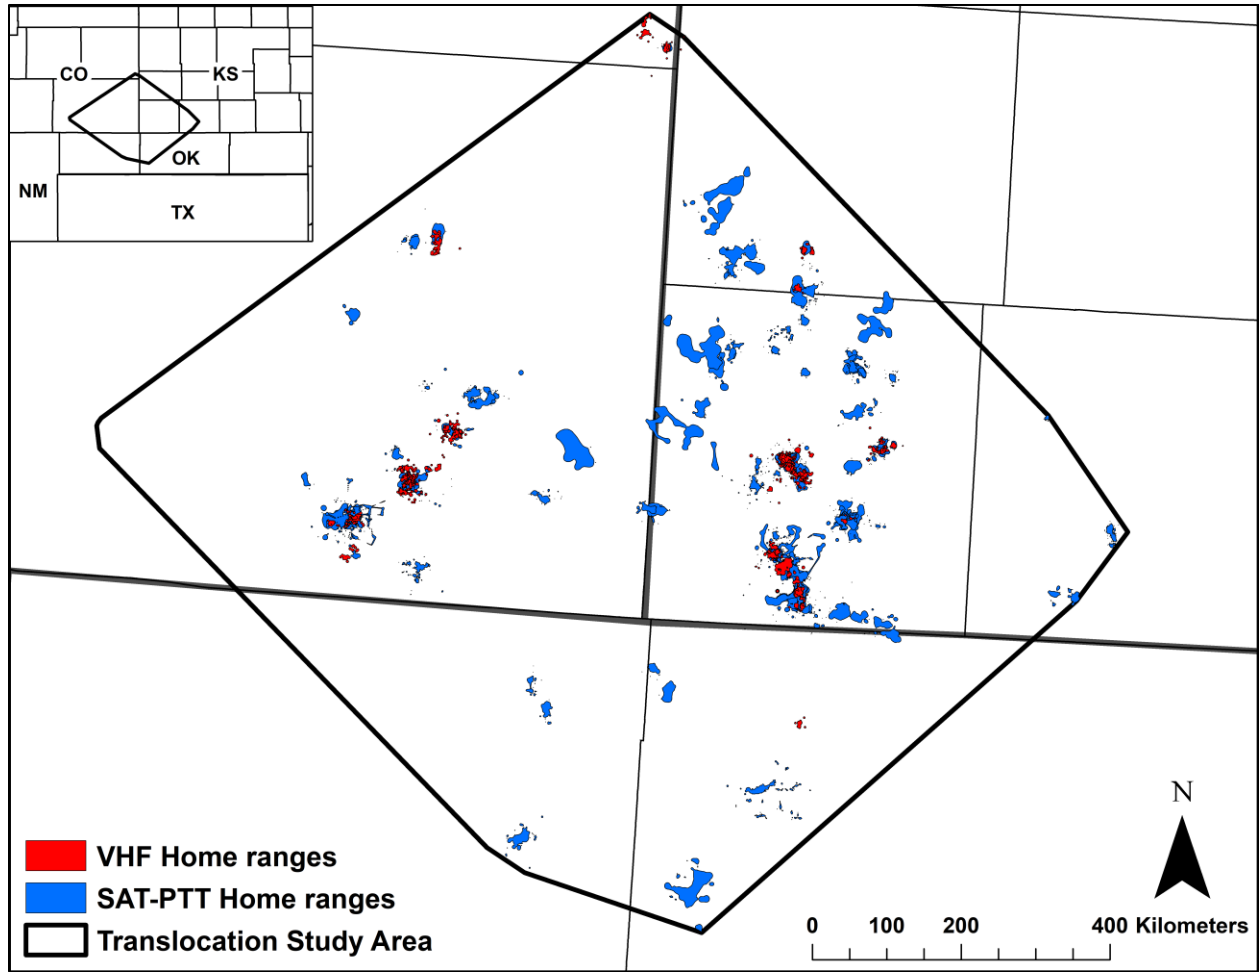 CO
KS
OK
NM
TX
N
VHF Home ranges
SAT-PTT Home ranges
Translocation Study Area
0 100 200 400 Kilometers